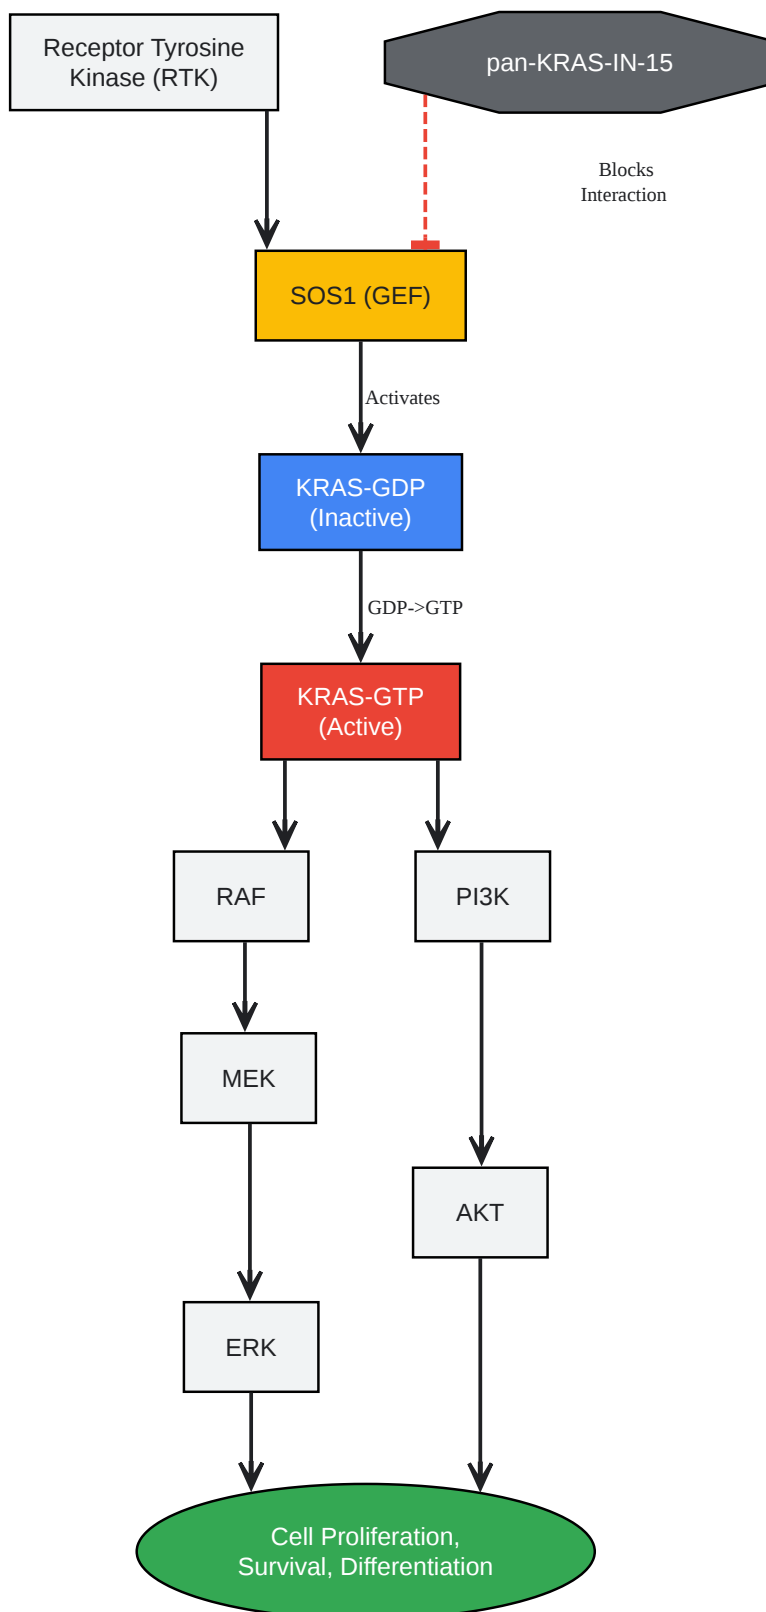 Receptor Tyrosine
Kinase (RTK)
pan-KRAS-IN-15
Blocks
Interaction
SOS1 (GEF)
Activates
KRAS-GDP
(Inactive)
GDP->GTP
KRAS-GTP
(Active)
RAF
PI3K
MEK
AKT
ERK
Cell Proliferation,
Survival, Differentiation